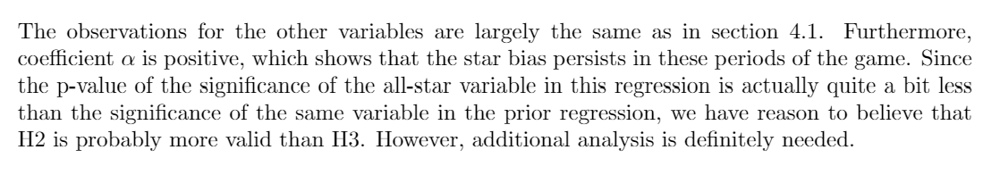 The observations for the other variables are largely the same as in section 4.1. Furthermore,
coefficient α is positive, which shows that the star bias persists in these periods of the game. Since
the p-value of the significance of the all-star variable in this regression is actually quite a bit less
than the significance of the same variable in the prior regression, we have reason to believe that
H2 is probably more valid than H3. However, additional analysis is definitely needed.